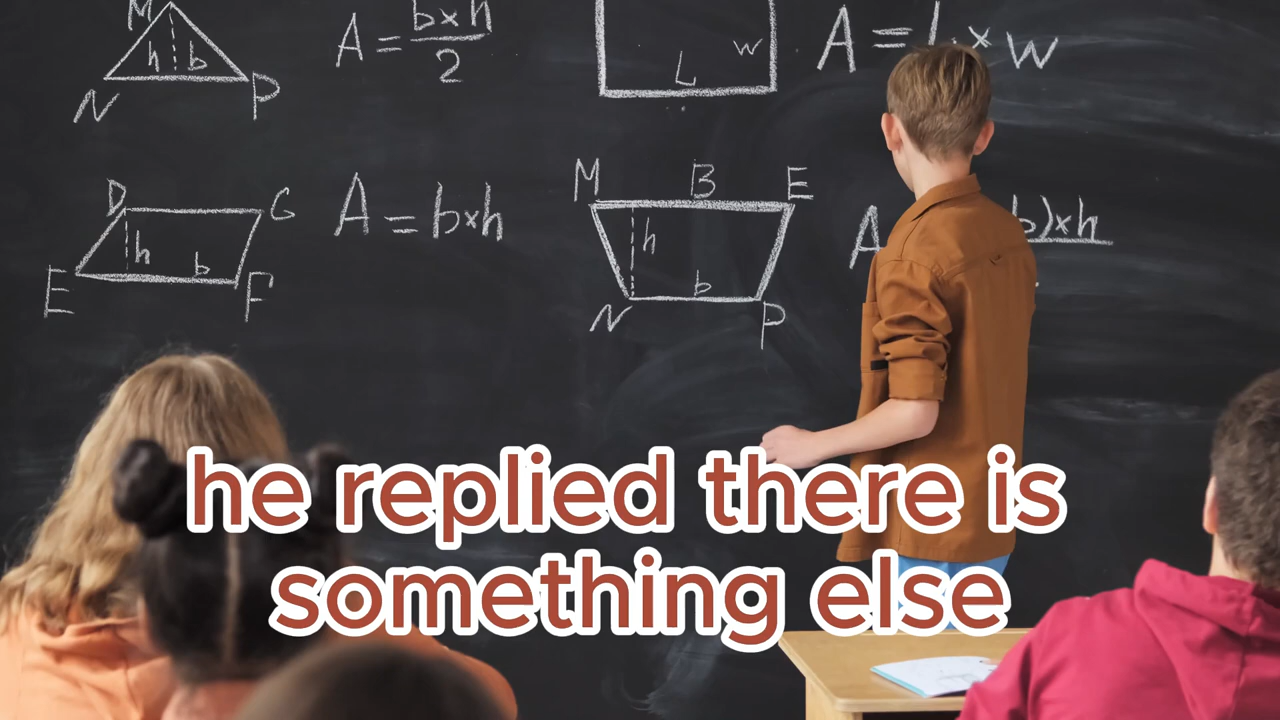 M
h b
N P
A = b×h
2
w
L
A = L × w
D G
h
b
E F
A = b×h
M B E
h
b
N P
A b)×h
he replied there is
something else